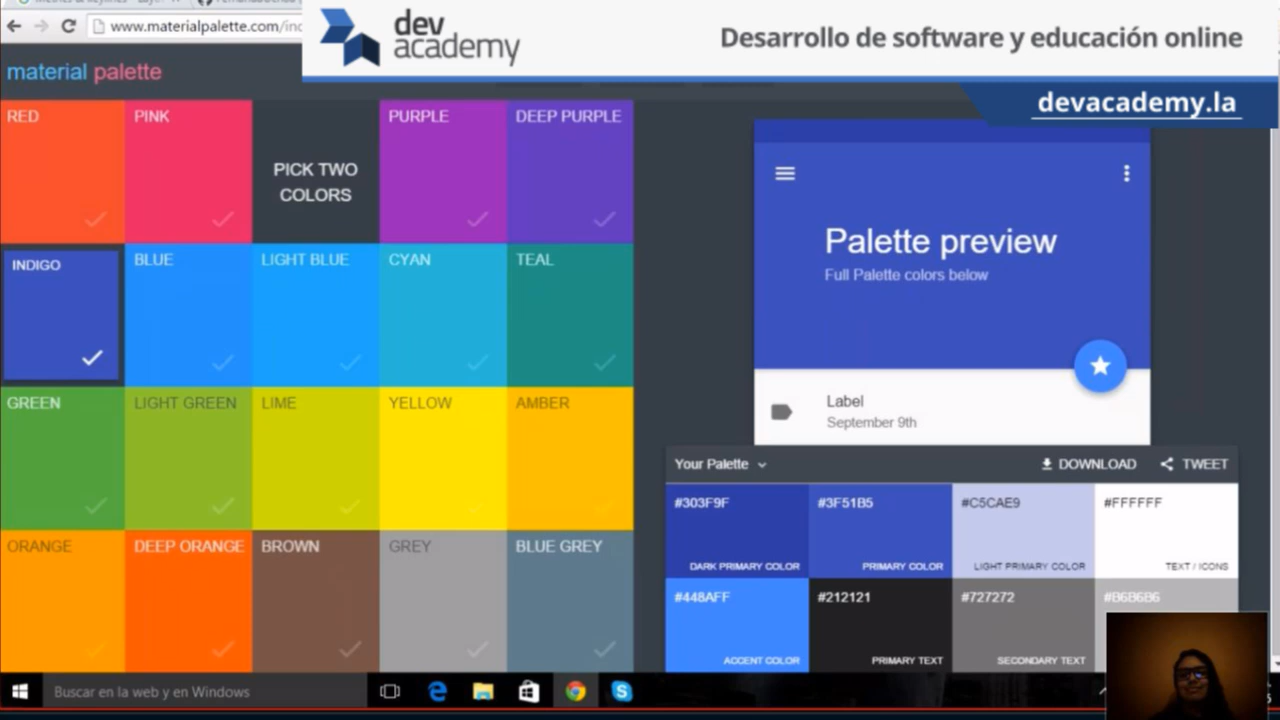 www.materialpalette.com/in
dev
academy
Desarrollo de software y educación online
devacademy.la
material palette
RED
PINK
PICK TWO
COLORS
PURPLE
DEEP PURPLE
INDIGO
BLUE
LIGHT BLUE
CYAN
TEAL
GREEN
LIGHT GREEN
LIME
YELLOW
AMBER
ORANGE
DEEP ORANGE
BROWN
GREY
BLUE GREY
Palette preview
Full Palette colors below
Label
September 9th
Your Palette
DOWNLOAD
TWEET
#303F9F
DARK PRIMARY COLOR
#3F51B5
PRIMARY COLOR
#C5CAE9
LIGHT PRIMARY COLOR
#FFFFFF
TEXT / ICONS
#448AFF
ACCENT COLOR
#212121
PRIMARY TEXT
#727272
SECONDARY TEXT
#B6B6B6
Buscar en la web y en Windows